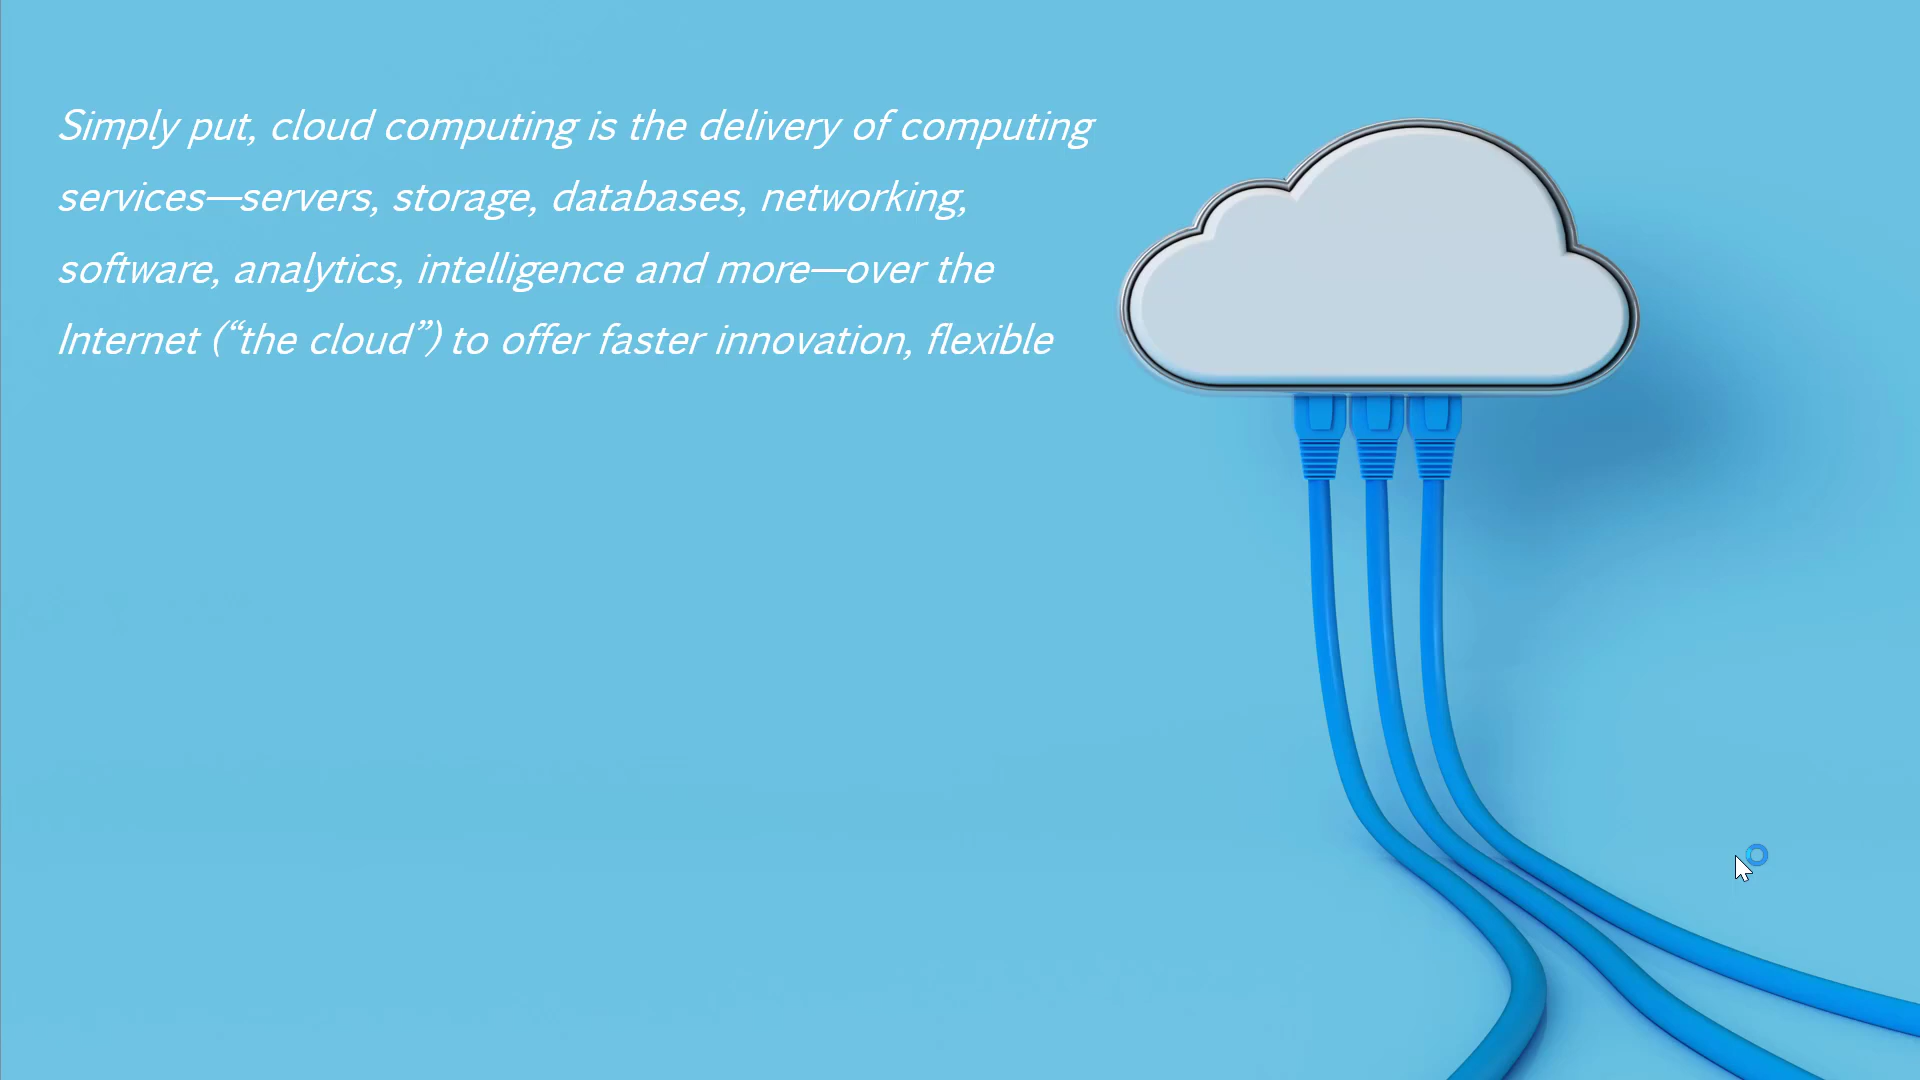 Simply put, cloud computing is the delivery of computing
services—servers, storage, databases, networking,
software, analytics, intelligence and more—over the
Internet (“the cloud”) to offer faster innovation, flexible